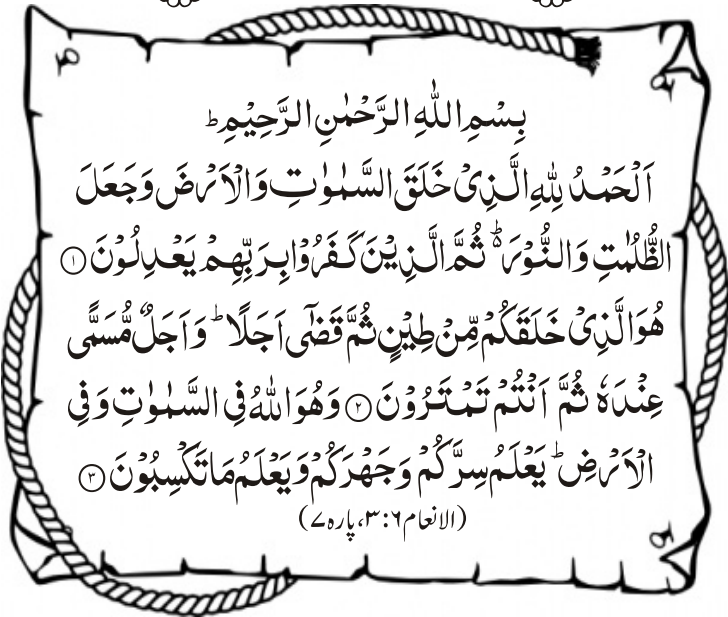 بِسْمِ اللّٰهِ الرَّحْمٰنِ الرَّحِیْمِ ؕ
اَلْحَمْدُ لِلّٰهِ الَّذِیْ خَلَقَ السَّمٰوٰتِ وَالْاَرْضَ وَجَعَلَ
الظُّلُمٰتِ وَالنُّوْرَ ۬ؕ ثُمَّ الَّذِیْنَ كَفَرُوْا بِرَبِّهِمْ یَعْدِلُوْنَ ۱
هُوَ الَّذِیْ خَلَقَكُمْ مِّنْ طِیْنٍ ثُمَّ قَضٰۤی اَجَلًا ؕ وَاَجَلٌ مُّسَمًّی
عِنْدَهٗ ثُمَّ اَنْتُمْ تَمْتَرُوْنَ ۲ وَهُوَ اللّٰهُ فِی السَّمٰوٰتِ وَفِی
الْاَرْضِ ؕ یَعْلَمُ سِرَّكُمْ وَجَهْرَكُمْ وَیَعْلَمُ مَا تَكْسِبُوْنَ ۳
(الانعام ۶:۳، پارہ ۷)